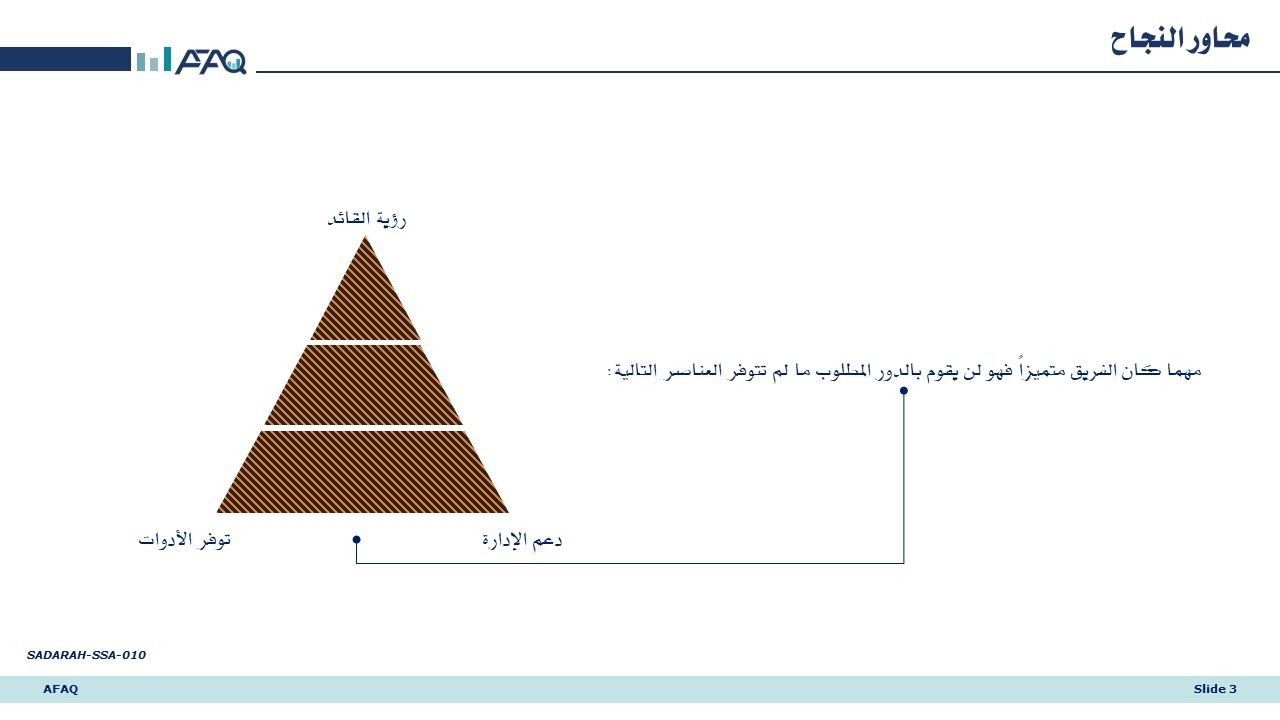 محاور النجاح
AFAQ
رؤية القائد
مهما كان الفريق متميزاً فهو لن يقوم بالدور المطلوب ما لم تتوفر العناصر التالية:
دعم الإدارة
توفر الأدوات
SADARAH-SSA-010
AFAQ
Slide 3